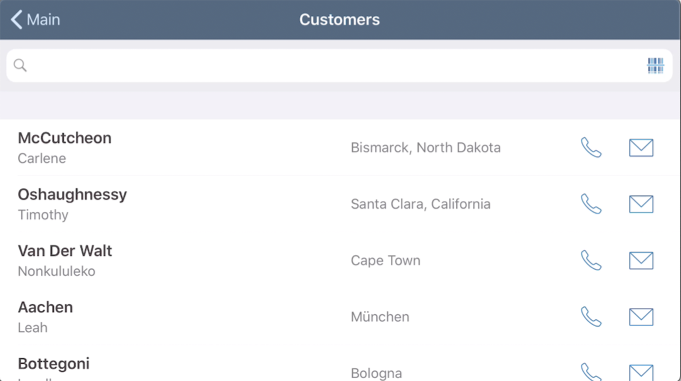 Main
Customers
McCutcheon
Carlene
Bismarck, North Dakota
Oshaughnessy
Timothy
Santa Clara, California
Van Der Walt
Nonkululeko
Cape Town
Aachen
Leah
München
Bottegoni
Bologna